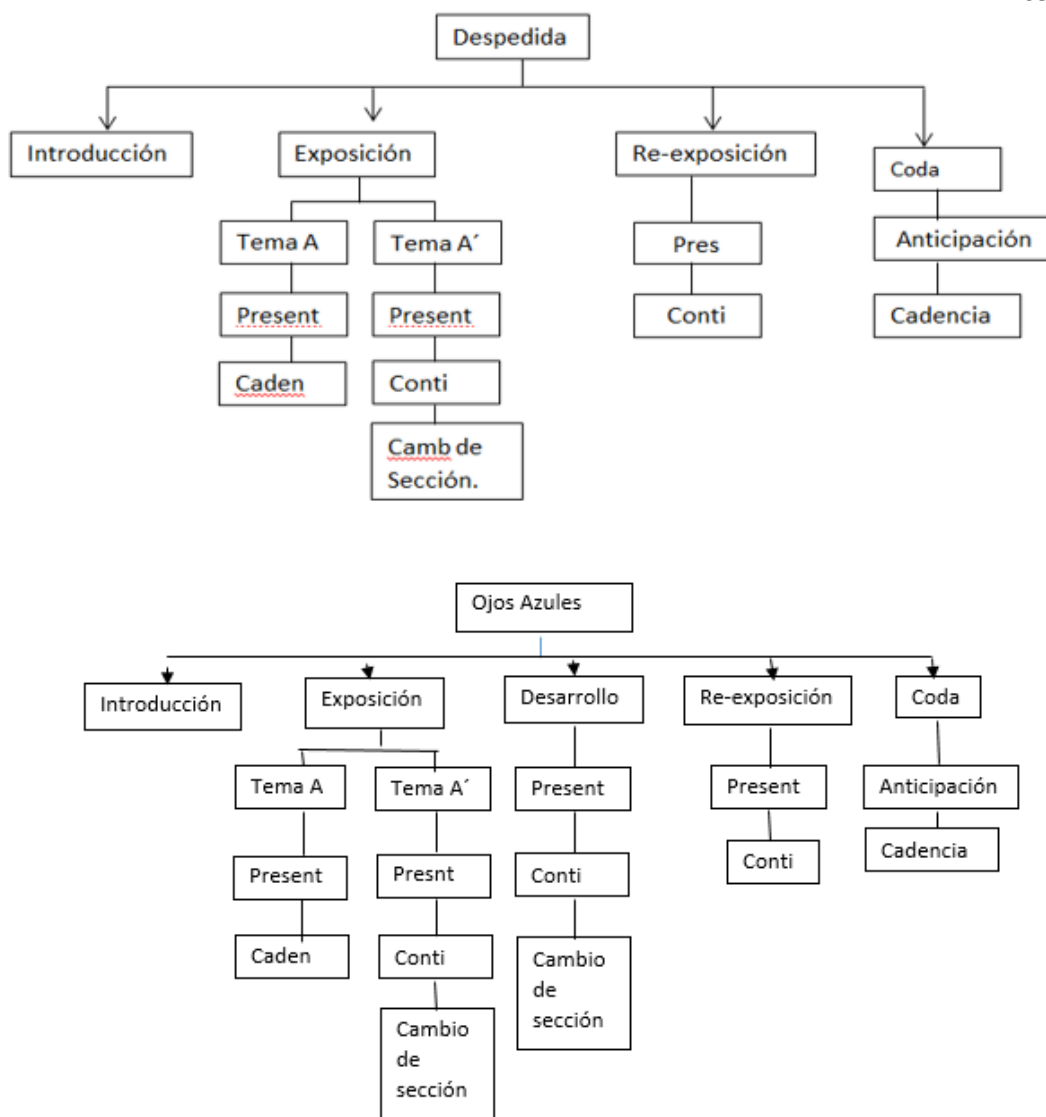 Despedida
Introducción
Exposición
Re-exposición
Coda
Tema A
Tema A´
Pres
Anticipación
Present
Present
Conti
Cadencia
Caden
Conti
Camb de
Sección.
Ojos Azules
Introducción
Exposición
Desarrollo
Re-exposición
Coda
Tema A
Tema A´
Present
Present
Anticipación
Present
Presnt
Conti
Conti
Cadencia
Caden
Conti
Cambio
de
sección
Cambio
de
sección